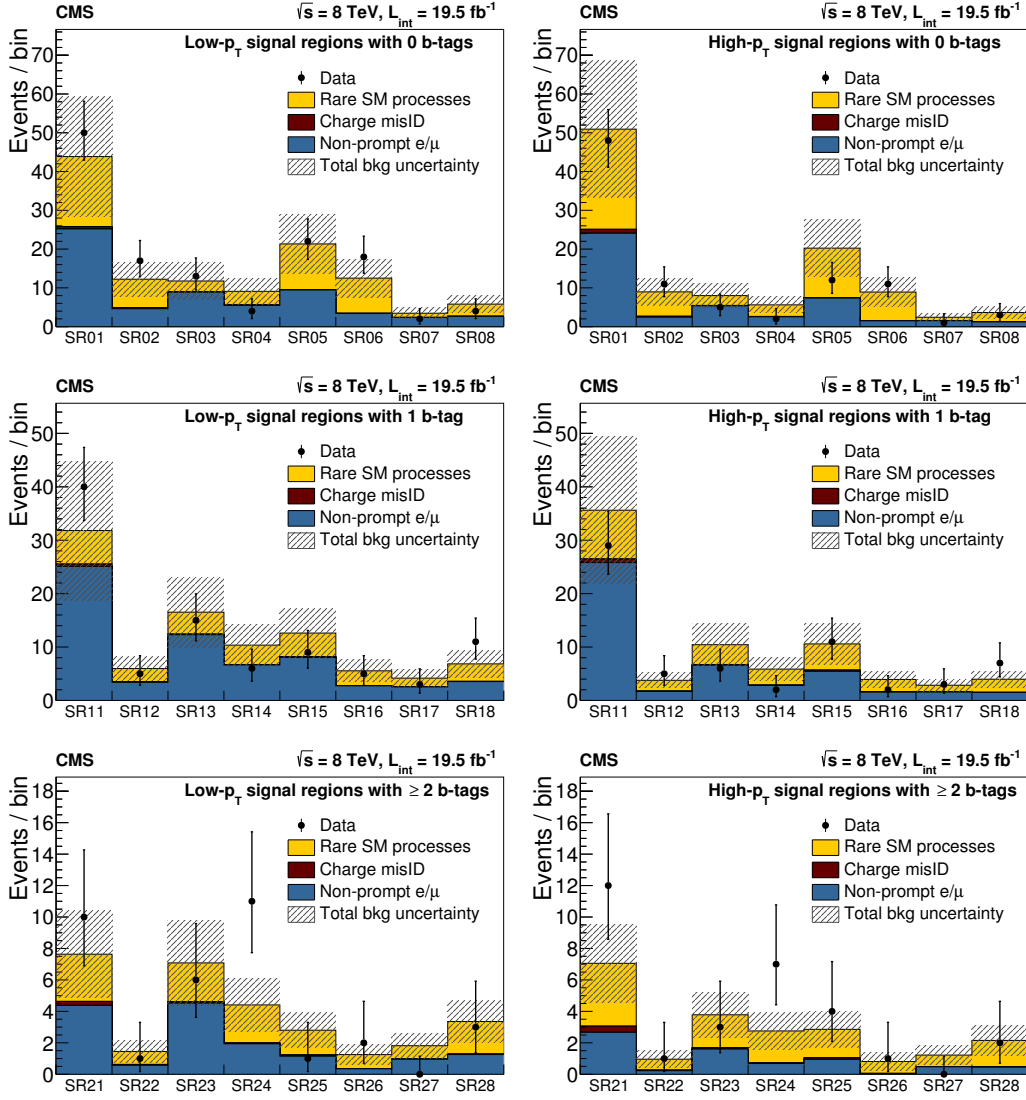 CMS √s = 8 TeV, L_int = 19.5 fb⁻¹
Low-p_T signal regions with 0 b-tags
Events / bin
Data
Rare SM processes
Charge misID
Non-prompt e/μ
Total bkg uncertainty
70
60
50
40
30
20
10
0
SR01 SR02 SR03 SR04 SR05 SR06 SR07 SR08
CMS √s = 8 TeV, L_int = 19.5 fb⁻¹
High-p_T signal regions with 0 b-tags
Events / bin
Data
Rare SM processes
Charge misID
Non-prompt e/μ
Total bkg uncertainty
70
60
50
40
30
20
10
0
SR01 SR02 SR03 SR04 SR05 SR06 SR07 SR08
CMS √s = 8 TeV, L_int = 19.5 fb⁻¹
Low-p_T signal regions with 1 b-tag
Events / bin
Data
Rare SM processes
Charge misID
Non-prompt e/μ
Total bkg uncertainty
50
40
30
20
10
0
SR11 SR12 SR13 SR14 SR15 SR16 SR17 SR18
CMS √s = 8 TeV, L_int = 19.5 fb⁻¹
High-p_T signal regions with 1 b-tag
Events / bin
Data
Rare SM processes
Charge misID
Non-prompt e/μ
Total bkg uncertainty
50
40
30
20
10
0
SR11 SR12 SR13 SR14 SR15 SR16 SR17 SR18
CMS √s = 8 TeV, L_int = 19.5 fb⁻¹
Low-p_T signal regions with ≥ 2 b-tags
Events / bin
Data
Rare SM processes
Charge misID
Non-prompt e/μ
Total bkg uncertainty
18
16
14
12
10
8
6
4
2
0
SR21 SR22 SR23 SR24 SR25 SR26 SR27 SR28
CMS √s = 8 TeV, L_int = 19.5 fb⁻¹
High-p_T signal regions with ≥ 2 b-tags
Events / bin
Data
Rare SM processes
Charge misID
Non-prompt e/μ
Total bkg uncertainty
18
16
14
12
10
8
6
4
2
0
SR21 SR22 SR23 SR24 SR25 SR26 SR27 SR28